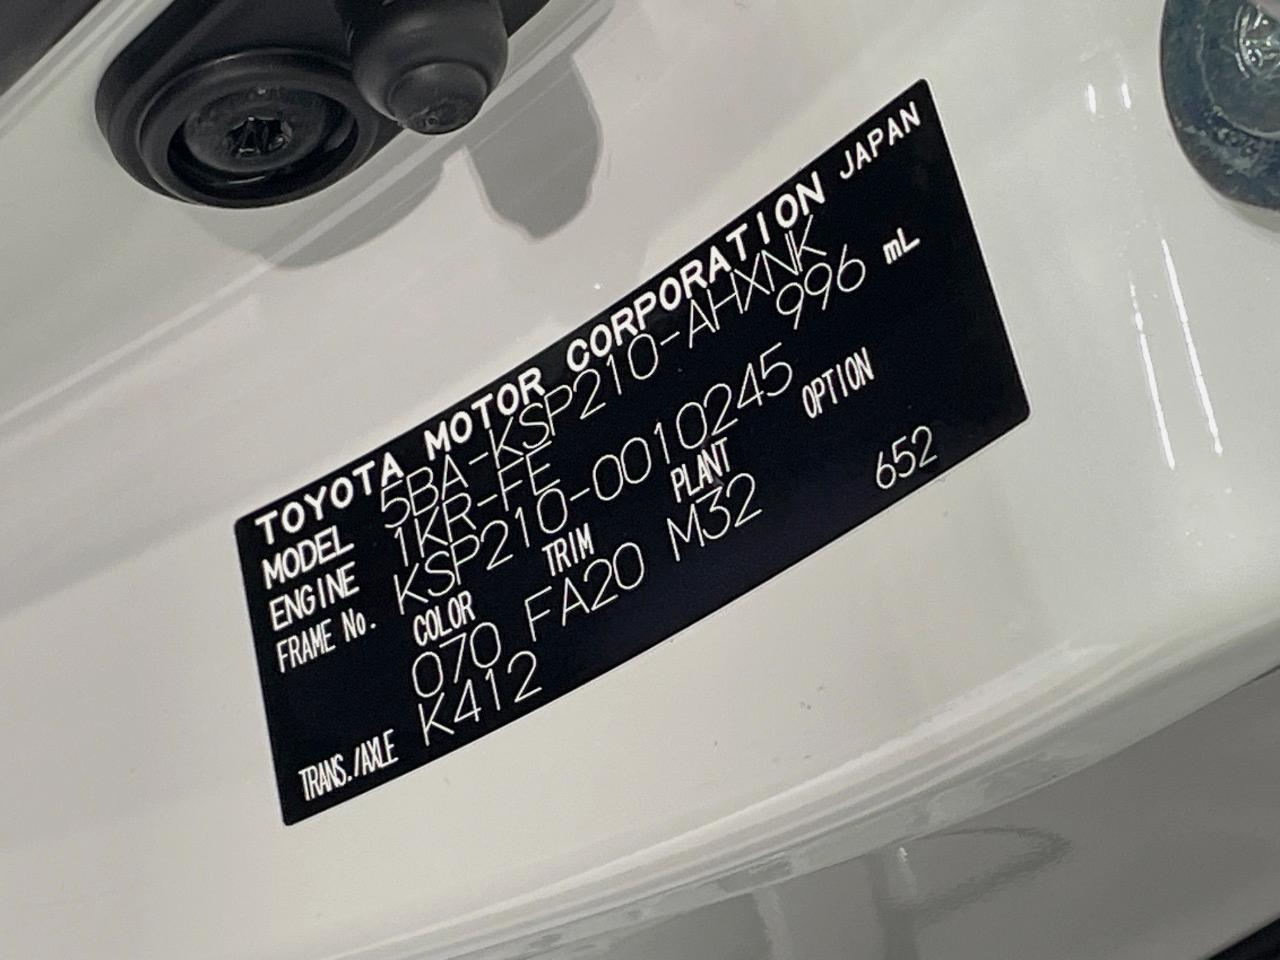 TOYOTA MOTOR CORPORATION JAPAN
MODEL 5BA-KSP210-AHXNK
ENGINE 1KR-FE 996 mL
FRAME No. KSP210-0010245
COLOR TRIM PLANT OPTION
070 FA20 M32 652
TRANS./AXLE K412